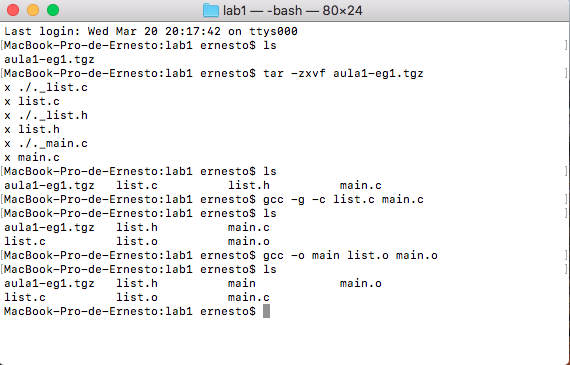 lab1 — -bash — 80×24
Last login: Wed Mar 20 20:17:42 on ttys000
[MacBook-Pro-de-Ernesto:lab1 ernesto$ ls ]
aula1-eg1.tgz
[MacBook-Pro-de-Ernesto:lab1 ernesto$ tar -zxvf aula1-eg1.tgz ]
x ./._list.c
x list.c
x ./._list.h
x list.h
x ./._main.c
x main.c
[MacBook-Pro-de-Ernesto:lab1 ernesto$ ls ]
aula1-eg1.tgz list.c list.h main.c
[MacBook-Pro-de-Ernesto:lab1 ernesto$ gcc -g -c list.c main.c ]
[MacBook-Pro-de-Ernesto:lab1 ernesto$ ls ]
aula1-eg1.tgz list.h main.c
list.c list.o main.o
[MacBook-Pro-de-Ernesto:lab1 ernesto$ gcc -o main list.o main.o ]
[MacBook-Pro-de-Ernesto:lab1 ernesto$ ls ]
aula1-eg1.tgz list.h main main.o
list.c list.o main.c
MacBook-Pro-de-Ernesto:lab1 ernesto$